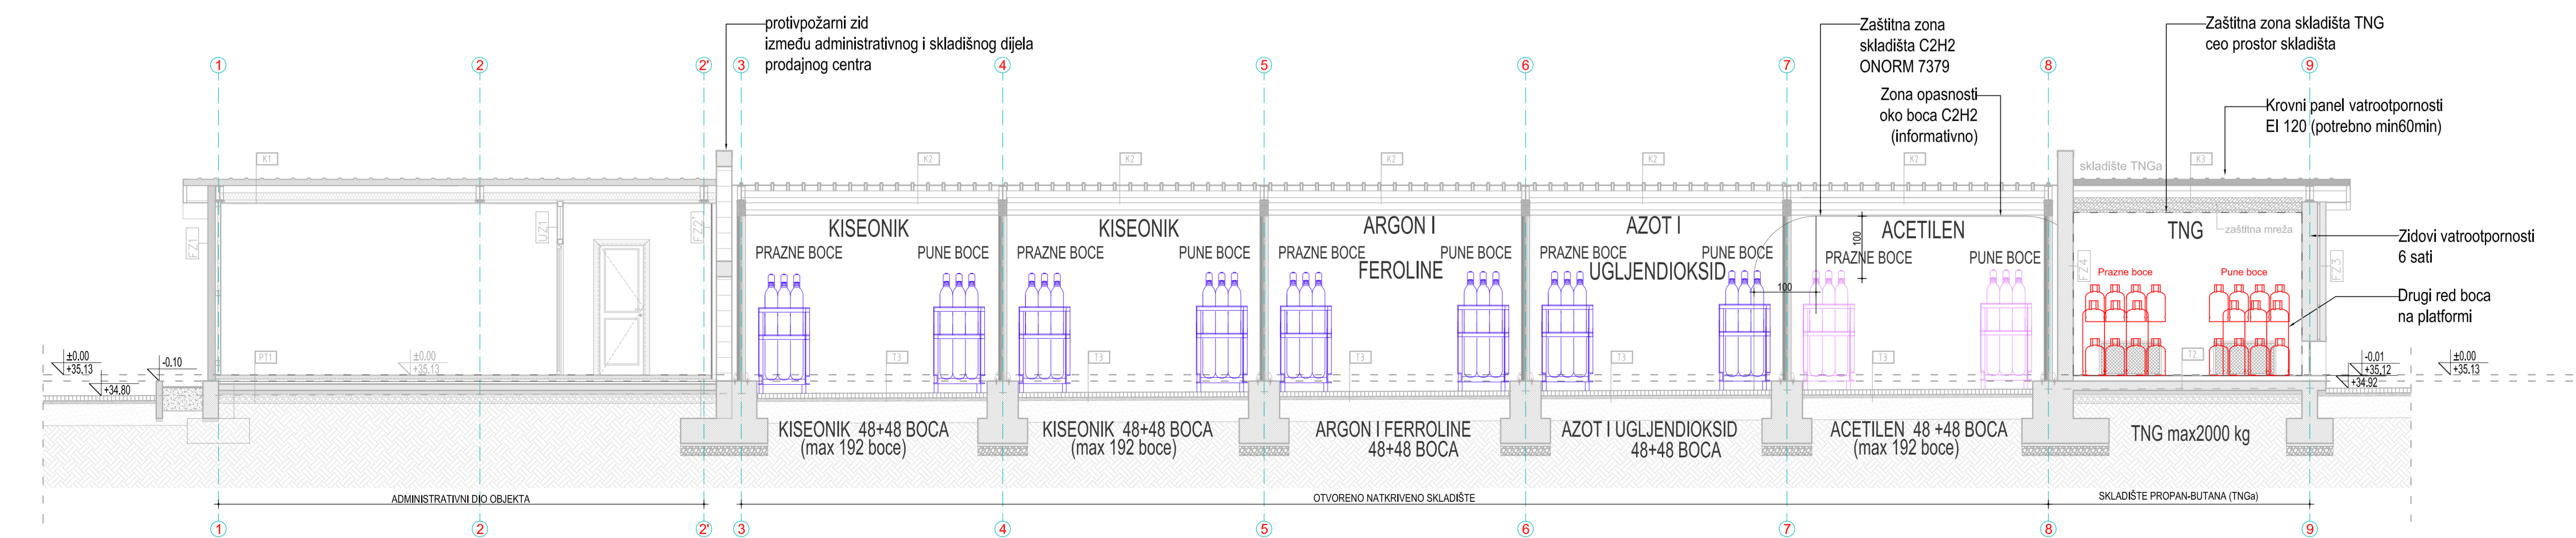 protivpožarni zid
između administrativnog i skladišnog dijela
prodajnog centra
Zaštitna zona
skladišta C2H2
ONORM 7379
Zona opasnosti
oko boca C2H2
(informativno)
Zaštitna zona skladišta TNG
ceo prostor skladišta
Krovni panel vatrootpornosti
EI 120 (potrebno min60min)
1 2 2' 3 4 5 6 7 8 9
K1 K2 K2 K2 K2 K2 K3
skladište TNGa
FZ1
UZ1
FZ2'
KISEONIK
PRAZNE BOCE PUNE BOCE
KISEONIK
PRAZNE BOCE PUNE BOCE
ARGON I
PRAZNE BOCE PUNE BOCE
FEROLINE
AZOT I
PRAZNE BOCE PUNE BOCE
UGLJENDIOKSID
100
100
ACETILEN
PRAZNE BOCE PUNE BOCE
FZ4
TNG
zaštitna mreža
Prazne boce Pune boce
FZ3
Zidovi vatrootpornosti
6 sati
Drugi red boca
na platformi
±0.00
+35.13
+34.80
-0.10
PT1
±0.00
+35.13
T3 T3 T3 T3 T3 T2
-0.01
+35,12
+34.92
±0.00
+35.13
KISEONIK 48+48 BOCA
(max 192 boce)
KISEONIK 48+48 BOCA
(max 192 boce)
ARGON I FERROLINE
48+48 BOCA
AZOT I UGLJENDIOKSID
48+48 BOCA
ACETILEN 48 +48 BOCA
(max 192 boce)
TNG max2000 kg
ADMINISTRATIVNI DIO OBJEKTA
OTVORENO NATKRIVENO SKLADIŠTE
SKLADIŠTE PROPAN-BUTANA (TNGa)
1 2 2' 3 4 5 6 7 8 9